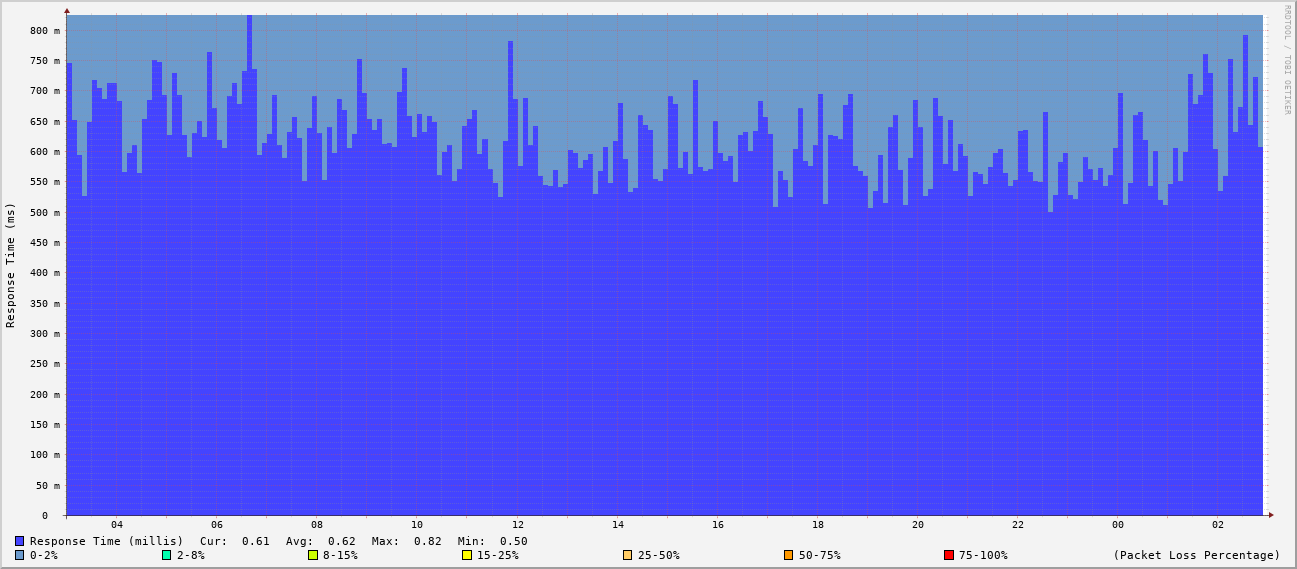 800 m
750 m
700 m
650 m
600 m
550 m
500 m
450 m
400 m
350 m
300 m
250 m
200 m
150 m
100 m
50 m
0
Response Time (ms)
RRDTOOL / TOBI OETIKER
04 06 08 10 12 14 16 18 20 22 00 02
Response Time (millis) Cur: 0.61 Avg: 0.62 Max: 0.82 Min: 0.50
0-2% 2-8% 8-15% 15-25% 25-50% 50-75% 75-100% (Packet Loss Percentage)